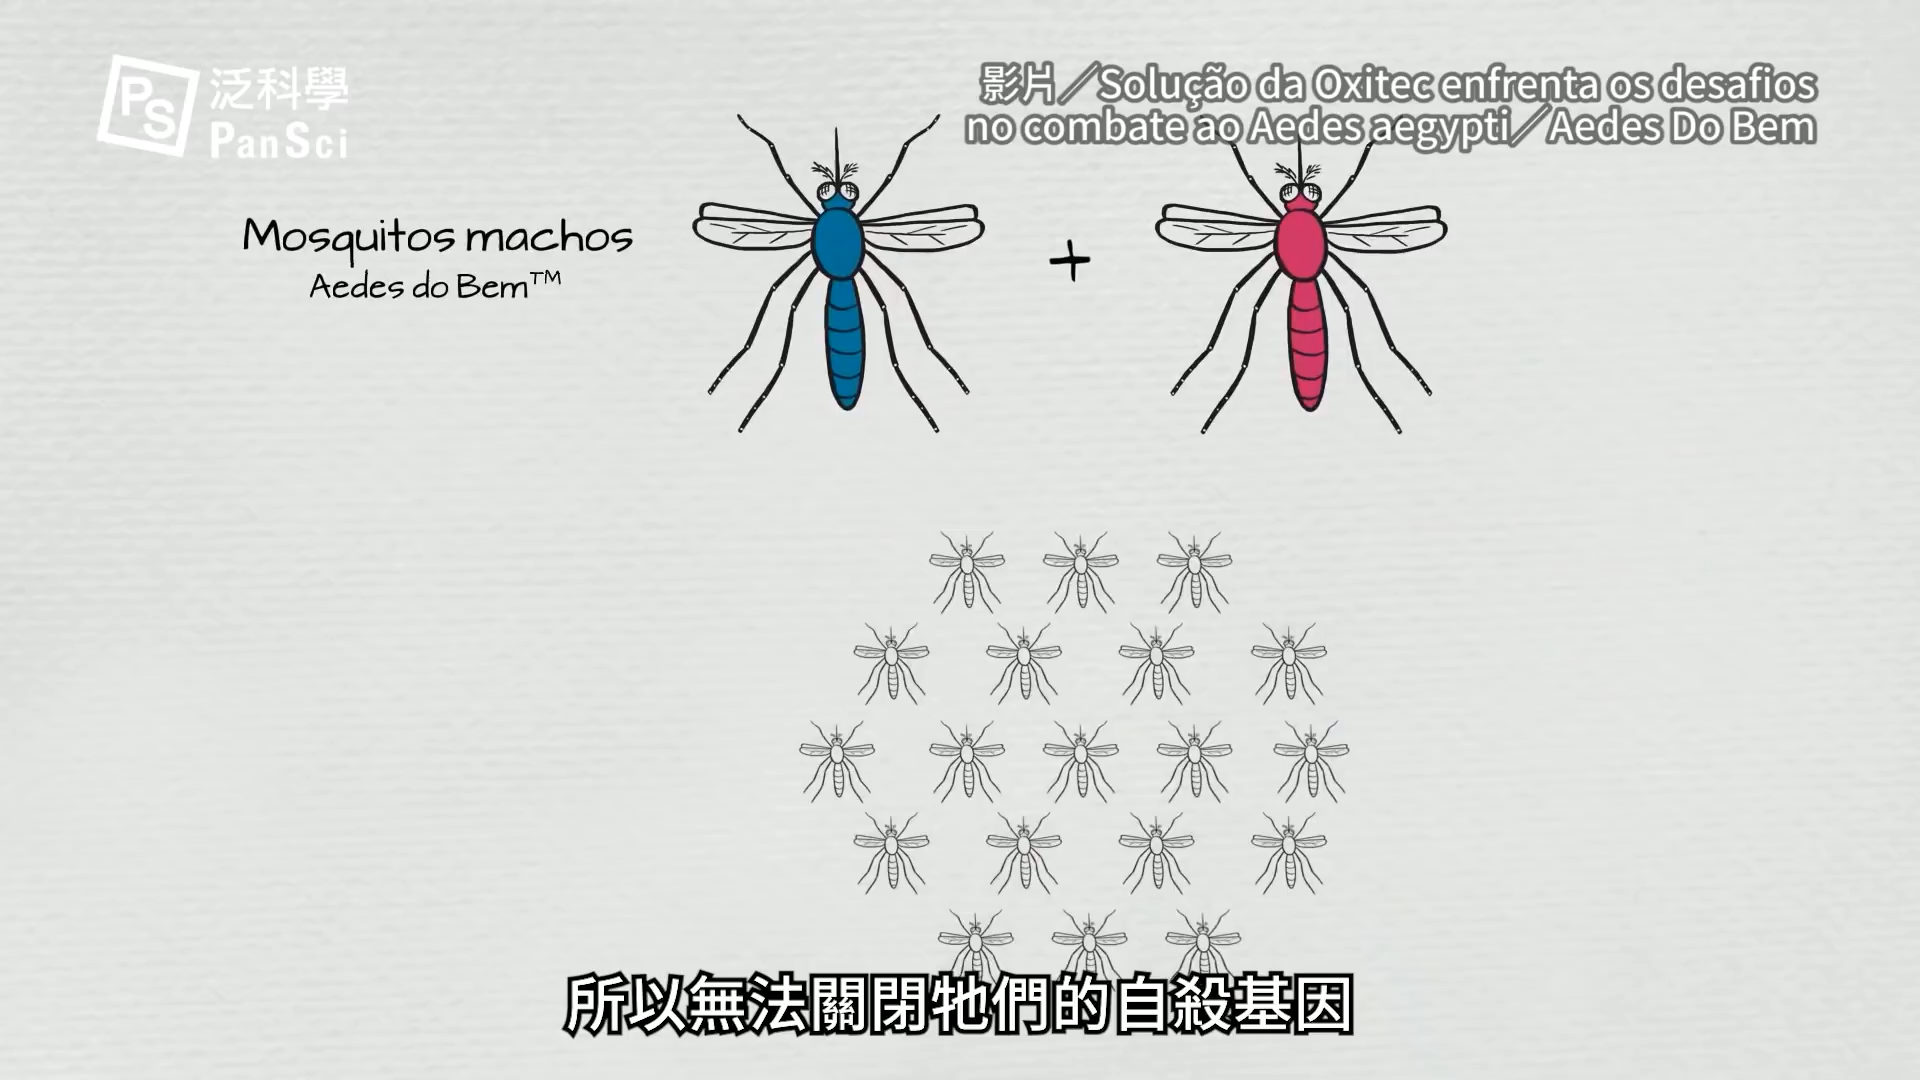 泛科學
PanSci
影片／Solução da Oxitec enfrenta os desafios
no combate ao Aedes aegypti／Aedes Do Bem
Mosquitos machos
Aedes do Bem™
+
所以無法關閉牠們的自殺基因